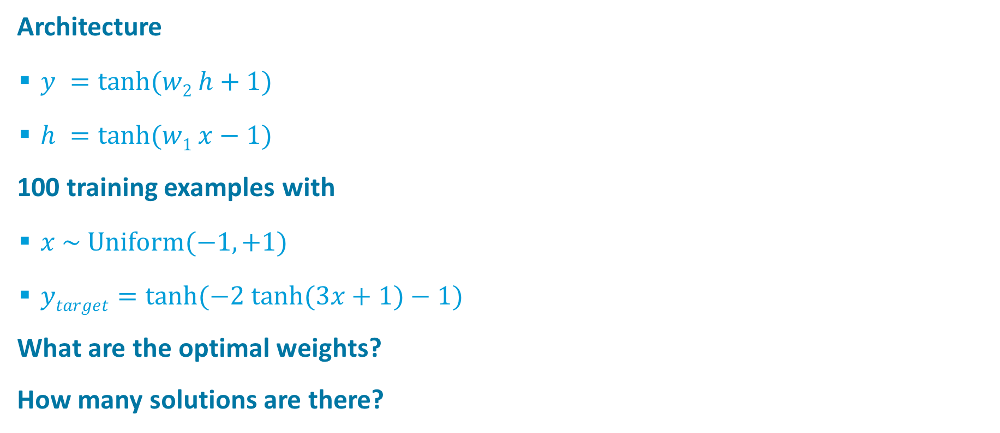 Architecture
▪ y = tanh(w₂ h + 1)
▪ h = tanh(w₁ x − 1)
100 training examples with
▪ x ~ Uniform(−1, +1)
▪ y_target = tanh(−2 tanh(3x + 1) − 1)
What are the optimal weights?
How many solutions are there?